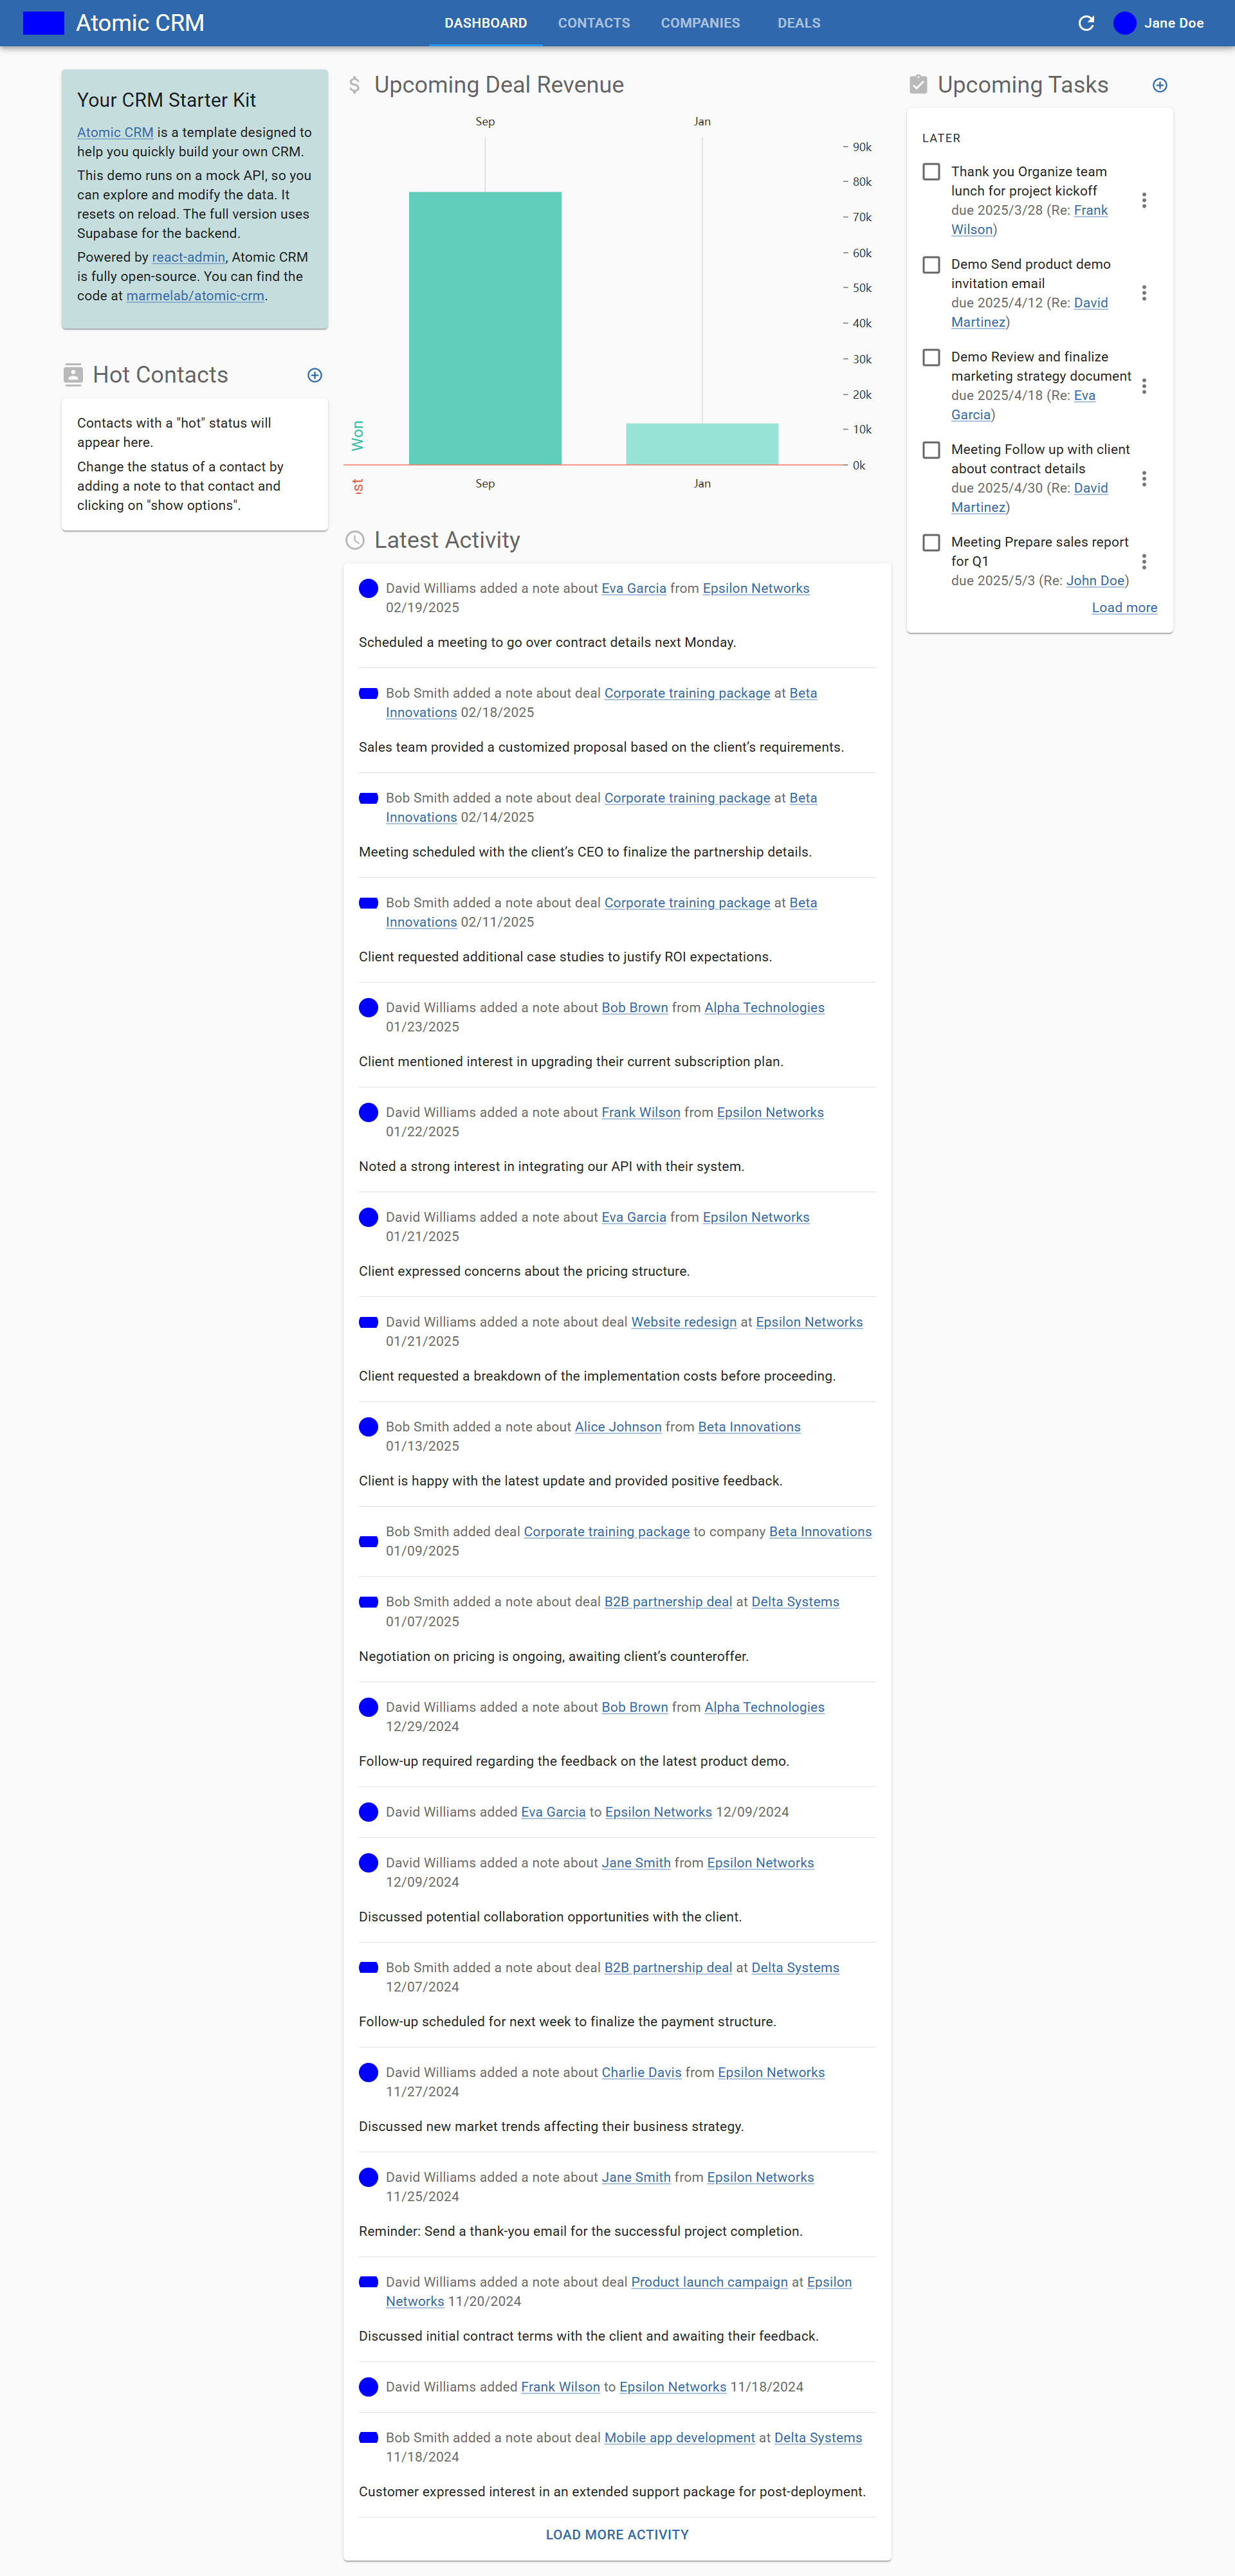 Atomic CRM
DASHBOARD
CONTACTS
COMPANIES
DEALS
Jane Doe
Your CRM Starter Kit
Atomic CRM is a template designed to
help you quickly build your own CRM.
This demo runs on a mock API, so you
can explore and modify the data. It
resets on reload. The full version uses
Supabase for the backend.
Powered by react-admin, Atomic CRM
is fully open-source. You can find the
code at marmelab/atomic-crm.
Hot Contacts
Contacts with a "hot" status will
appear here.
Change the status of a contact by
adding a note to that contact and
clicking on "show options".
Upcoming Deal Revenue
Sep
Jan
90k
80k
70k
60k
50k
40k
30k
20k
10k
0k
Won
st
Sep
Jan
Latest Activity
David Williams added a note about Eva Garcia from Epsilon Networks
02/19/2025
Scheduled a meeting to go over contract details next Monday.
Bob Smith added a note about deal Corporate training package at Beta
Innovations 02/18/2025
Sales team provided a customized proposal based on the client's requirements.
Bob Smith added a note about deal Corporate training package at Beta
Innovations 02/14/2025
Meeting scheduled with the client's CEO to finalize the partnership details.
Bob Smith added a note about deal Corporate training package at Beta
Innovations 02/11/2025
Client requested additional case studies to justify ROI expectations.
David Williams added a note about Bob Brown from Alpha Technologies
01/23/2025
Client mentioned interest in upgrading their current subscription plan.
David Williams added a note about Frank Wilson from Epsilon Networks
01/22/2025
Noted a strong interest in integrating our API with their system.
David Williams added a note about Eva Garcia from Epsilon Networks
01/21/2025
Client expressed concerns about the pricing structure.
David Williams added a note about deal Website redesign at Epsilon Networks
01/21/2025
Client requested a breakdown of the implementation costs before proceeding.
Bob Smith added a note about Alice Johnson from Beta Innovations
01/13/2025
Client is happy with the latest update and provided positive feedback.
Bob Smith added deal Corporate training package to company Beta Innovations
01/09/2025
Bob Smith added a note about deal B2B partnership deal at Delta Systems
01/07/2025
Negotiation on pricing is ongoing, awaiting client's counteroffer.
David Williams added a note about Bob Brown from Alpha Technologies
12/29/2024
Follow-up required regarding the feedback on the latest product demo.
David Williams added Eva Garcia to Epsilon Networks 12/09/2024
David Williams added a note about Jane Smith from Epsilon Networks
12/09/2024
Discussed potential collaboration opportunities with the client.
Bob Smith added a note about deal B2B partnership deal at Delta Systems
12/07/2024
Follow-up scheduled for next week to finalize the payment structure.
David Williams added a note about Charlie Davis from Epsilon Networks
11/27/2024
Discussed new market trends affecting their business strategy.
David Williams added a note about Jane Smith from Epsilon Networks
11/25/2024
Reminder: Send a thank-you email for the successful project completion.
David Williams added a note about deal Product launch campaign at Epsilon
Networks 11/20/2024
Discussed initial contract terms with the client and awaiting their feedback.
David Williams added Frank Wilson to Epsilon Networks 11/18/2024
Bob Smith added a note about deal Mobile app development at Delta Systems
11/18/2024
Customer expressed interest in an extended support package for post-deployment.
LOAD MORE ACTIVITY
Upcoming Tasks
LATER
Thank you Organize team
lunch for project kickoff
due 2025/3/28 (Re: Frank
Wilson)
Demo Send product demo
invitation email
due 2025/4/12 (Re: David
Martinez)
Demo Review and finalize
marketing strategy document
due 2025/4/18 (Re: Eva
Garcia)
Meeting Follow up with client
about contract details
due 2025/4/30 (Re: David
Martinez)
Meeting Prepare sales report
for Q1
due 2025/5/3 (Re: John Doe)
Load more